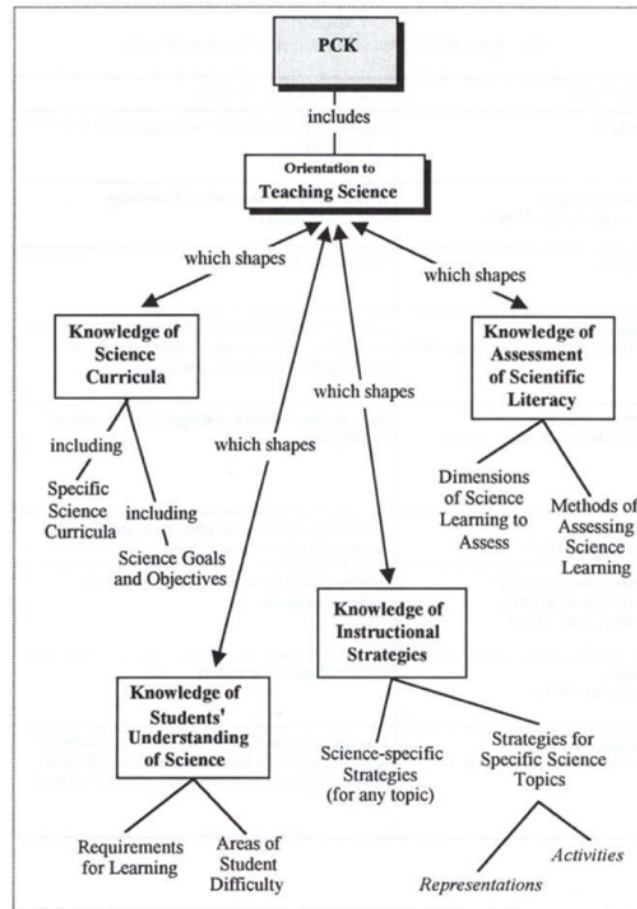 PCK
includes
Orientation to
Teaching Science
which shapes
which shapes
which shapes
which shapes
Knowledge of
Science
Curricula
including
Specific
Science
Curricula
including
Science Goals
and Objectives
Knowledge of
Assessment
of Scientific
Literacy
Dimensions
of Science
Learning to
Assess
Methods of
Assessing
Science
Learning
Knowledge of
Instructional
Strategies
Science-specific
Strategies
(for any topic)
Strategies for
Specific Science
Topics
Representations
Activities
Knowledge of
Students'
Understanding
of Science
Requirements
for Learning
Areas of
Student
Difficulty